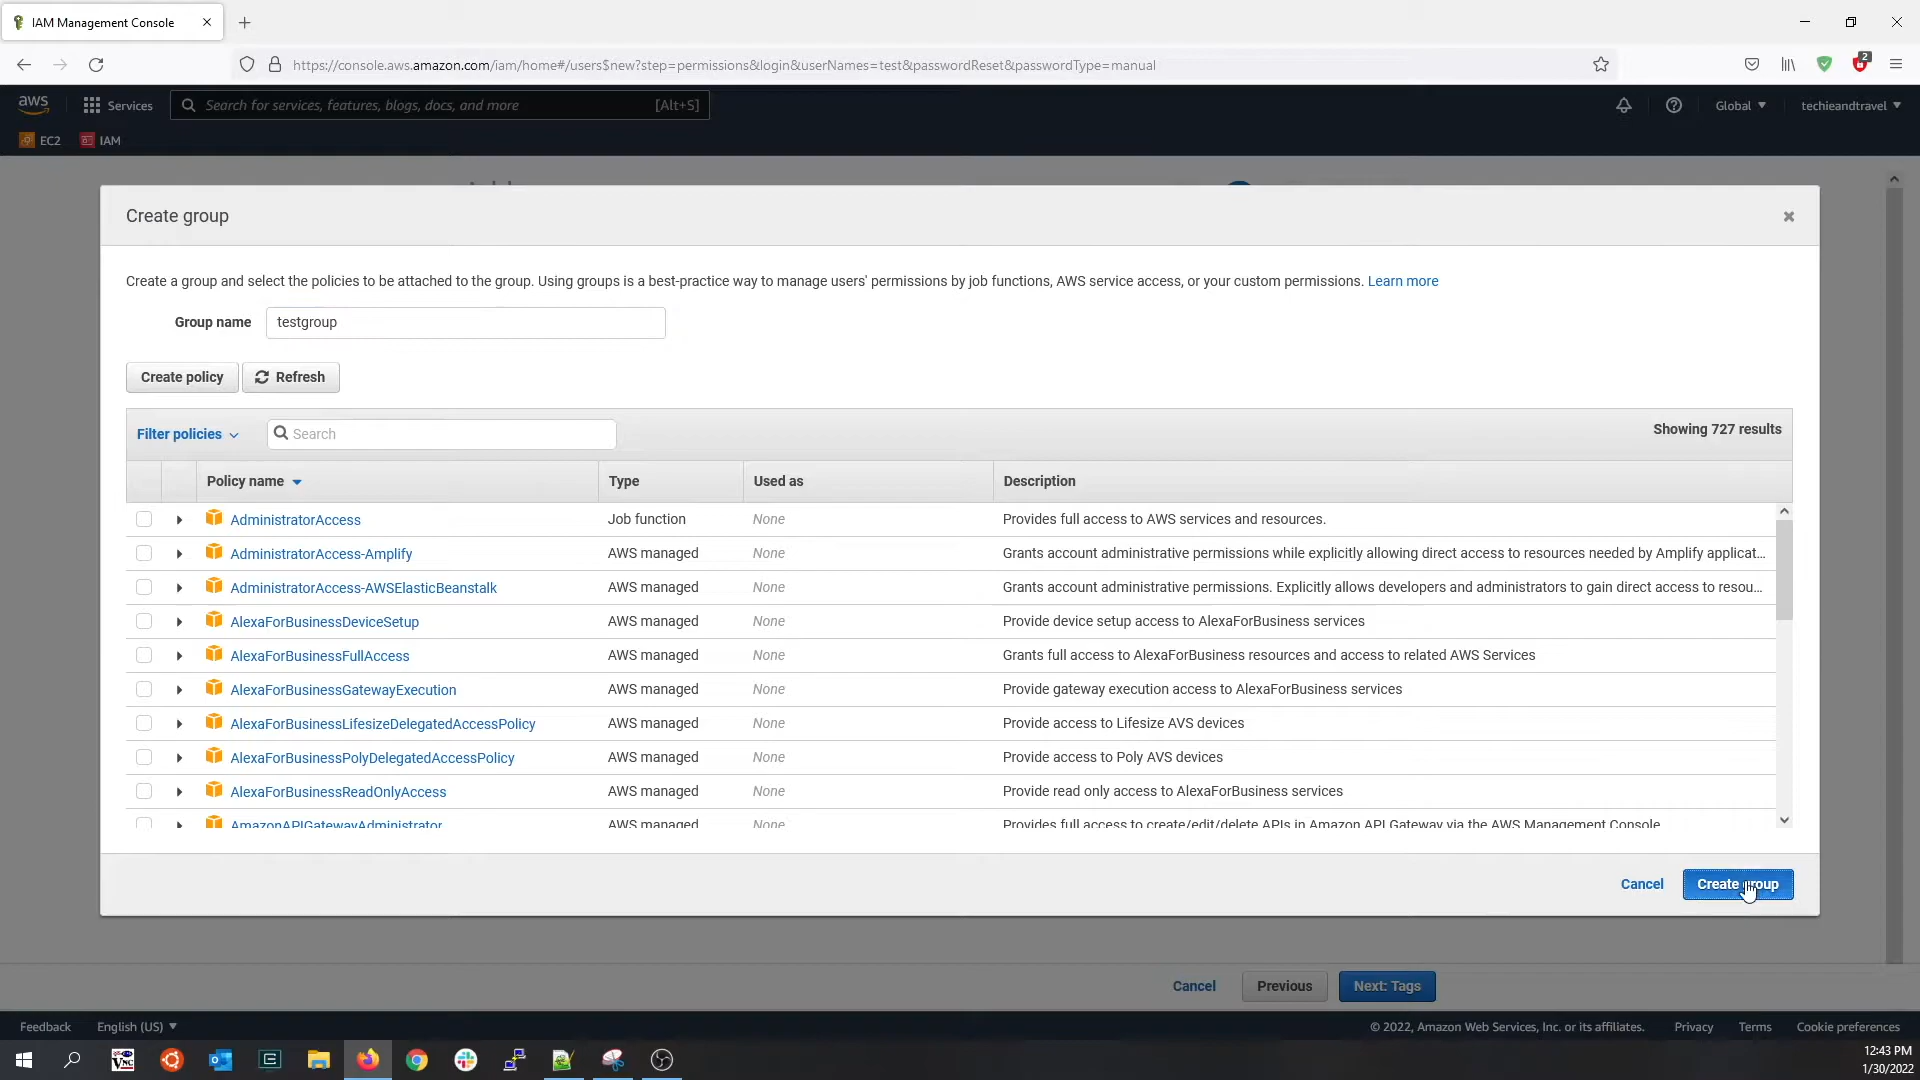 IAM Management Console
https://console.aws.amazon.com/iam/home#/users$new?step=permissions&login&userNames=test&passwordReset&passwordType=manual
2
aws
Services
Search for services, features, blogs, docs, and more
[Alt+S]
Global
techieandtravel
EC2
IAM
Create group
Create a group and select the policies to be attached to the group. Using groups is a best-practice way to manage users' permissions by job functions, AWS service access, or your custom permissions. Learn more
Group name
testgroup
Create policy
Refresh
Filter policies
Search
Showing 727 results
Policy name Type Used as Description
AdministratorAccess Job function None Provides full access to AWS services and resources.
AdministratorAccess-Amplify AWS managed None Grants account administrative permissions while explicitly allowing direct access to resources needed by Amplify applicat...
AdministratorAccess-AWSElasticBeanstalk AWS managed None Grants account administrative permissions. Explicitly allows developers and administrators to gain direct access to resou...
AlexaForBusinessDeviceSetup AWS managed None Provide device setup access to AlexaForBusiness services
AlexaForBusinessFullAccess AWS managed None Grants full access to AlexaForBusiness resources and access to related AWS Services
AlexaForBusinessGatewayExecution AWS managed None Provide gateway execution access to AlexaForBusiness services
AlexaForBusinessLifesizeDelegatedAccessPolicy AWS managed None Provide access to Lifesize AVS devices
AlexaForBusinessPolyDelegatedAccessPolicy AWS managed None Provide access to Poly AVS devices
AlexaForBusinessReadOnlyAccess AWS managed None Provide read only access to AlexaForBusiness services
AmazonAPIGatewayAdministrator AWS managed None Provides full access to create/edit/delete APIs in Amazon API Gateway via the AWS Management Console
Cancel
Create group
Cancel
Previous
Next: Tags
Feedback
English (US)
© 2022, Amazon Web Services, Inc. or its affiliates.
Privacy
Terms
Cookie preferences
12:43 PM
1/30/2022